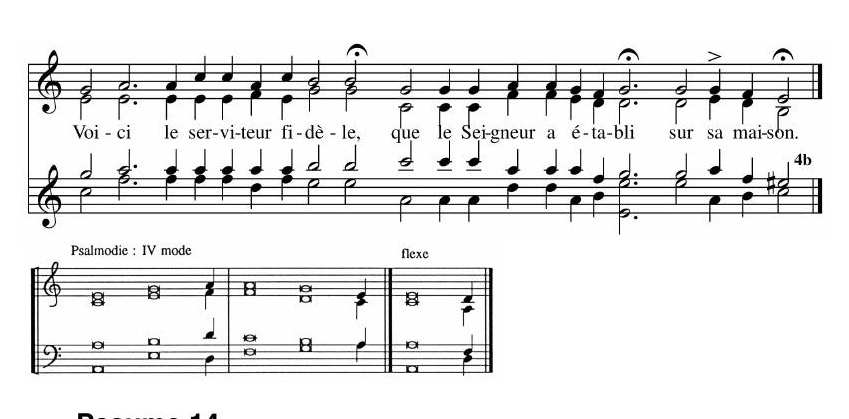 Voi - ci le ser-vi-teur fi-dè - le, que le Sei-gneur a é-ta-bli sur sa mai-son.
4b
Psalmodie : IV mode
flexe